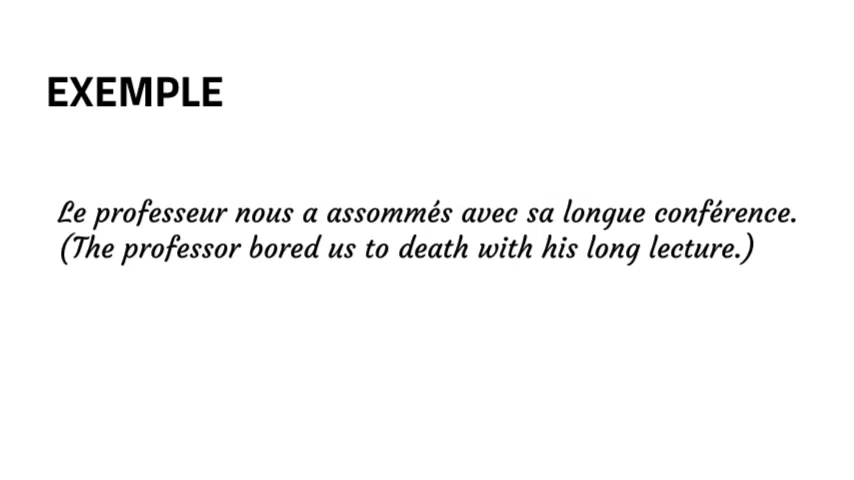 EXEMPLE
Le professeur nous a assommés avec sa longue conférence.
(The professor bored us to death with his long lecture.)